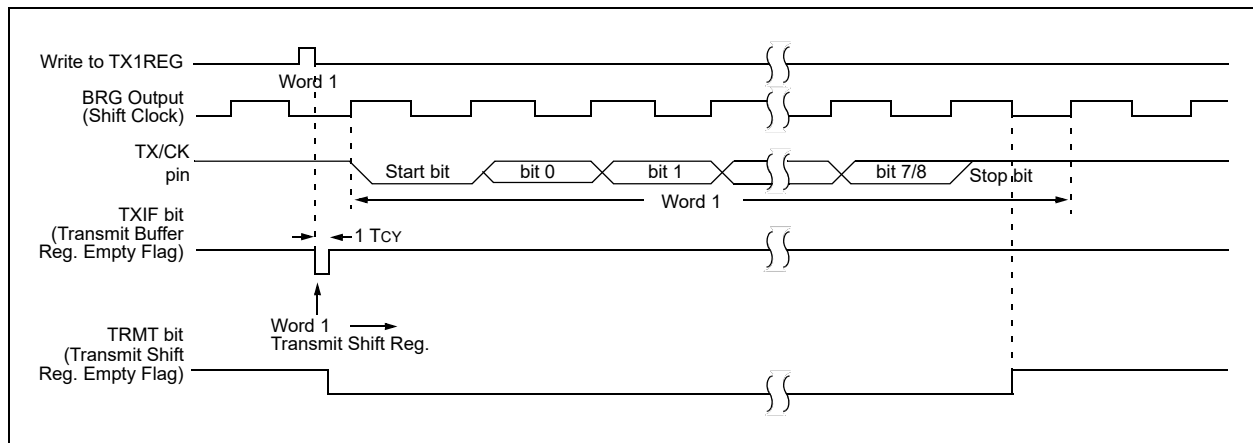 Write to TX1REG
Word 1
BRG Output
(Shift Clock)
TX/CK
pin
Start bit
bit 0
bit 1
bit 7/8
Stop bit
Word 1
TXIF bit
(Transmit Buffer
Reg. Empty Flag)
1 TCY
Word 1
Transmit Shift Reg.
TRMT bit
(Transmit Shift
Reg. Empty Flag)